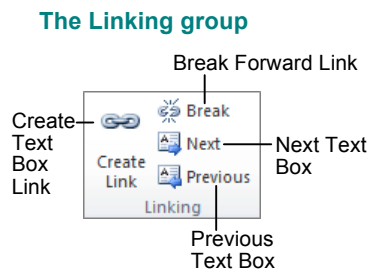 The Linking group
Break Forward Link
Create
Text
Box
Link
Create
Link
Break
Next
Previous
Linking
Next Text
Box
Previous
Text Box